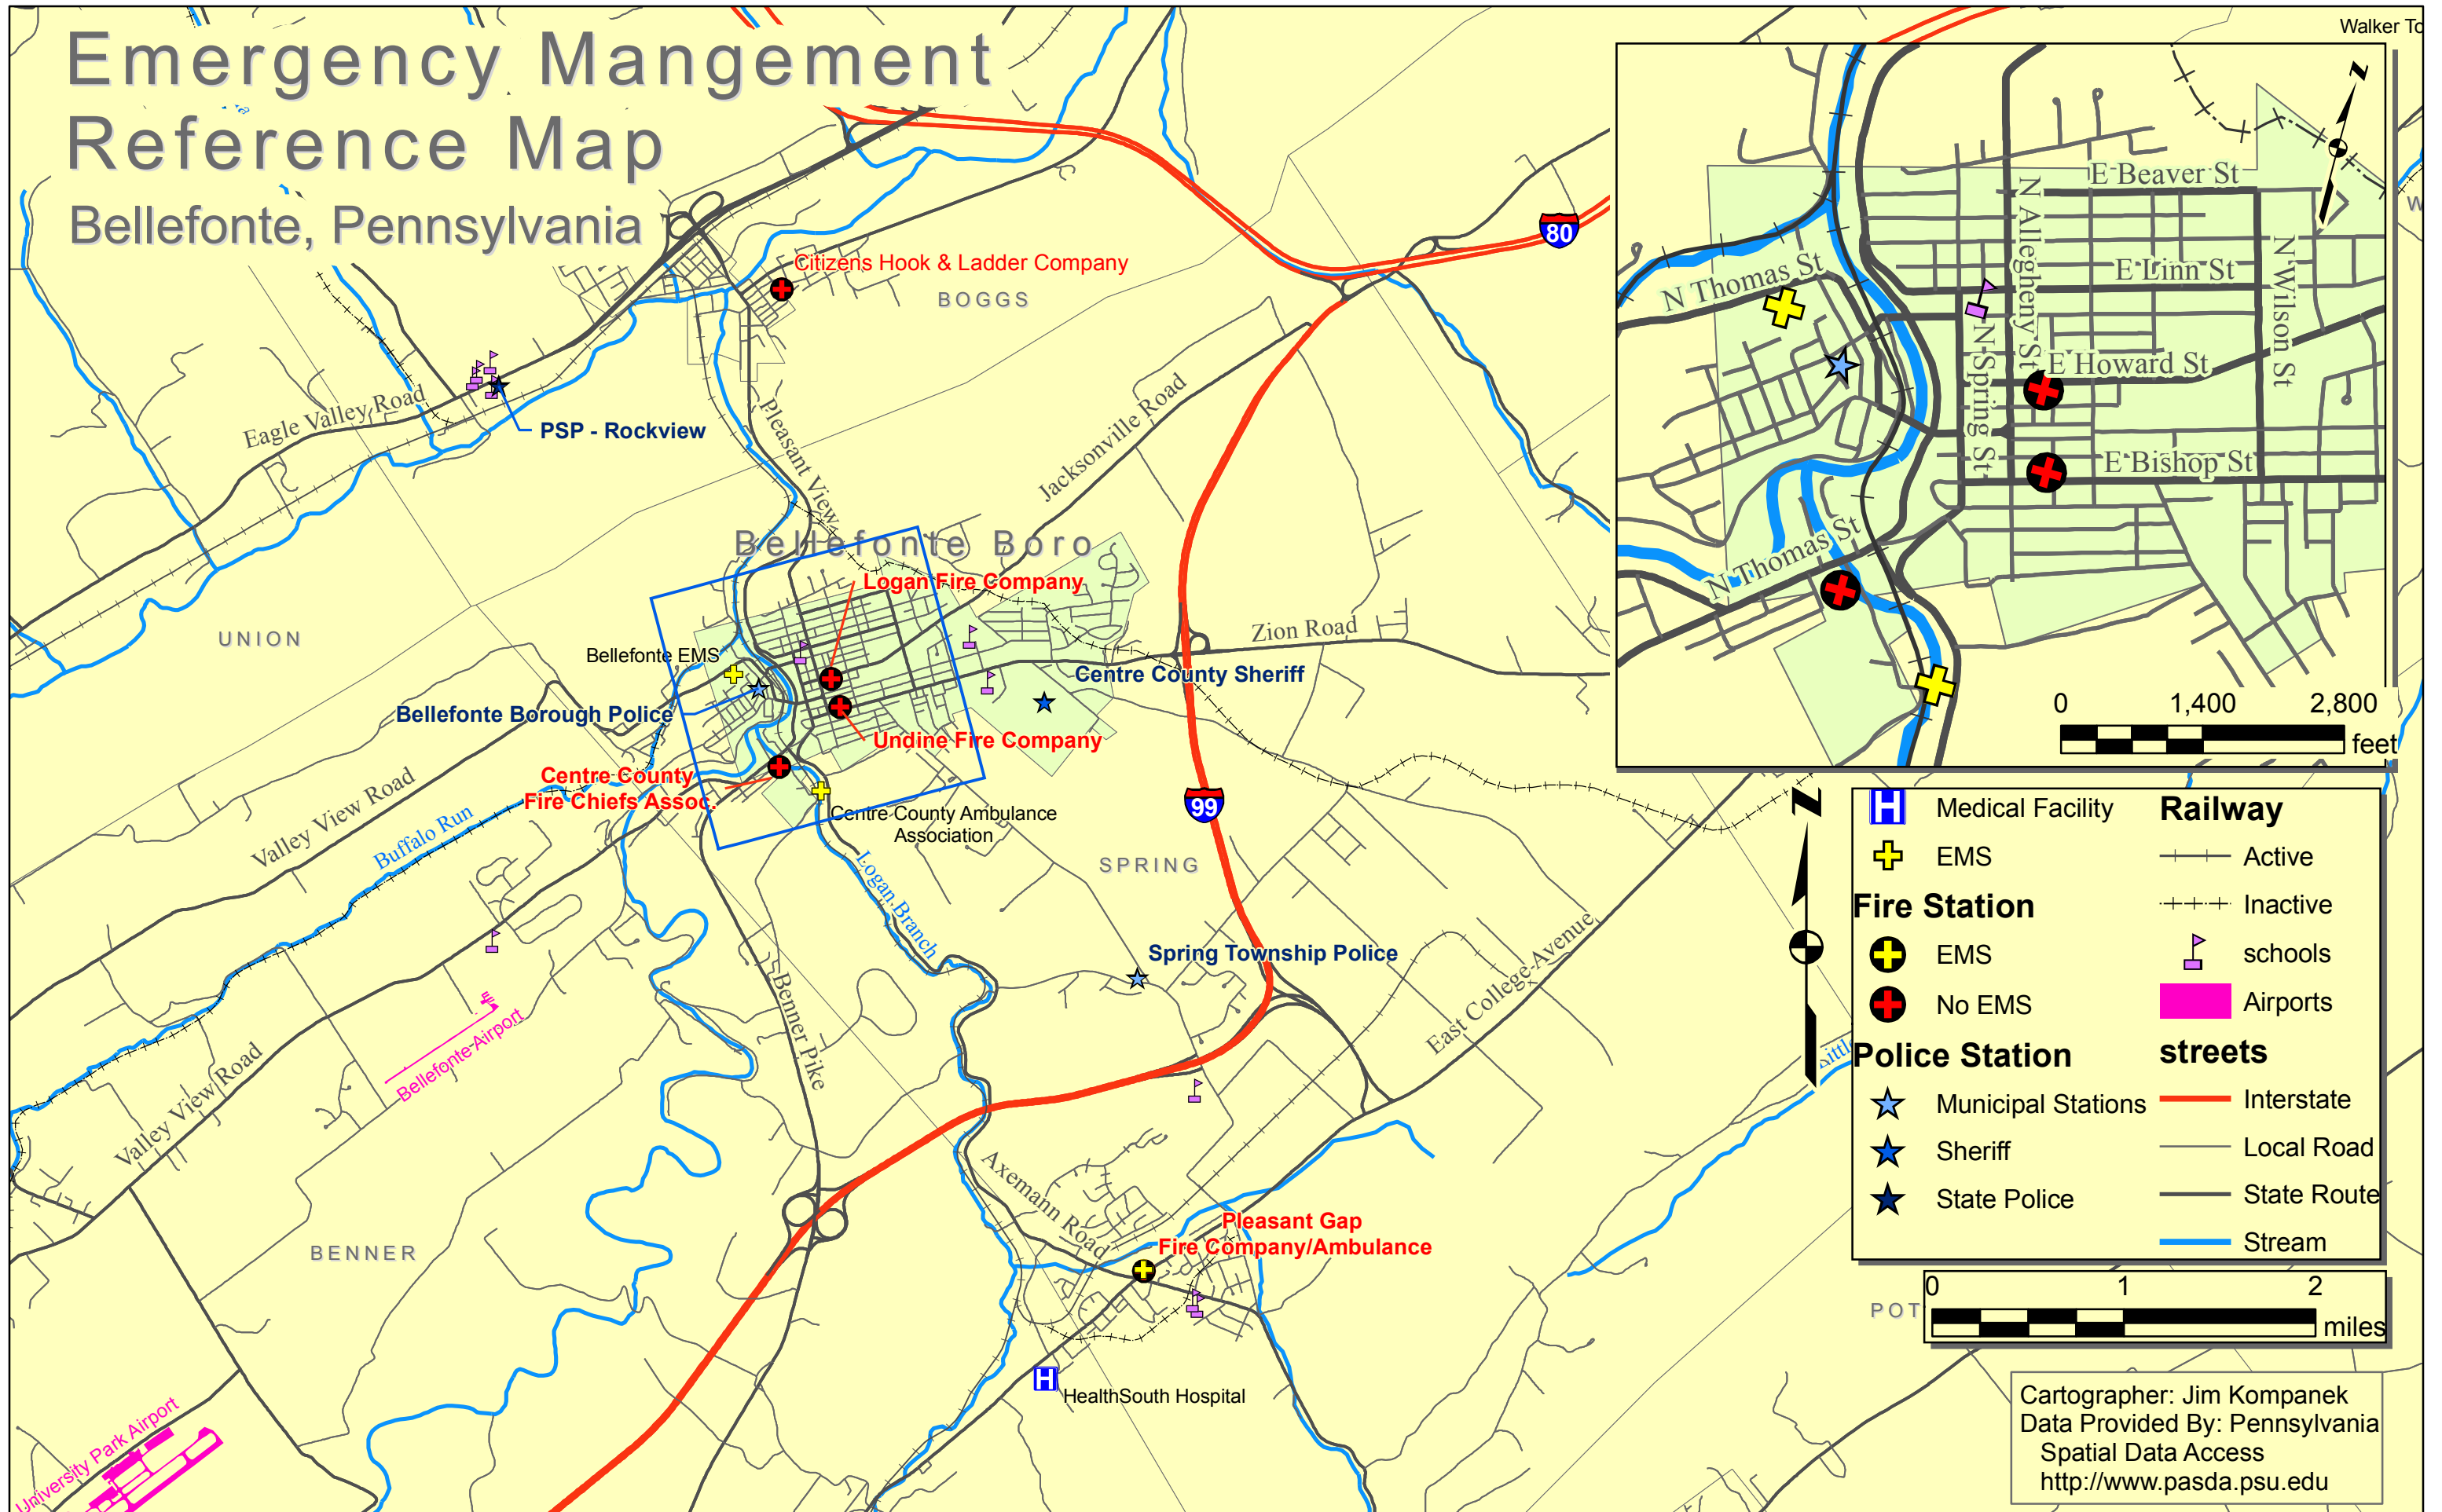 Emergency Mangement
Reference Map
Bellefonte, Pennsylvania
Walker To
80
Citizens Hook & Ladder Company
BOGGS
Eagle Valley Road
PSP - Rockview
Pleasant View
Jacksonville Road
Bellefonte Boro
Logan Fire Company
UNION
Bellefonte EMS
Zion Road
Centre County Sheriff
Bellefonte Borough Police
Undine Fire Company
Centre County
Fire Chiefs Assoc.
Centre County Ambulance
Association
99
Valley View Road
Buffalo Run
Logan Branch
SPRING
Spring Township Police
East College Avenue
Benner Pike
Bellefonte Airport
Valley View Road
BENNER
Axemann Road
Pleasant Gap
Fire Company/Ambulance
H
HealthSouth Hospital
University Park Airport
N
E Beaver St
N Allegheny St
N Thomas St
E Linn St
N Wilson St
N Spring St
E Howard St
E Bishop St
N Thomas St
0 1,400 2,800
feet
W
N
H Medical Facility
EMS
Fire Station
EMS
No EMS
Police Station
Municipal Stations
Sheriff
State Police
Railway
Active
Inactive
schools
Airports
streets
Interstate
Local Road
State Route
Stream
Little
POT
0 1 2
miles
Cartographer: Jim Kompanek
Data Provided By: Pennsylvania
Spatial Data Access
http://www.pasda.psu.edu